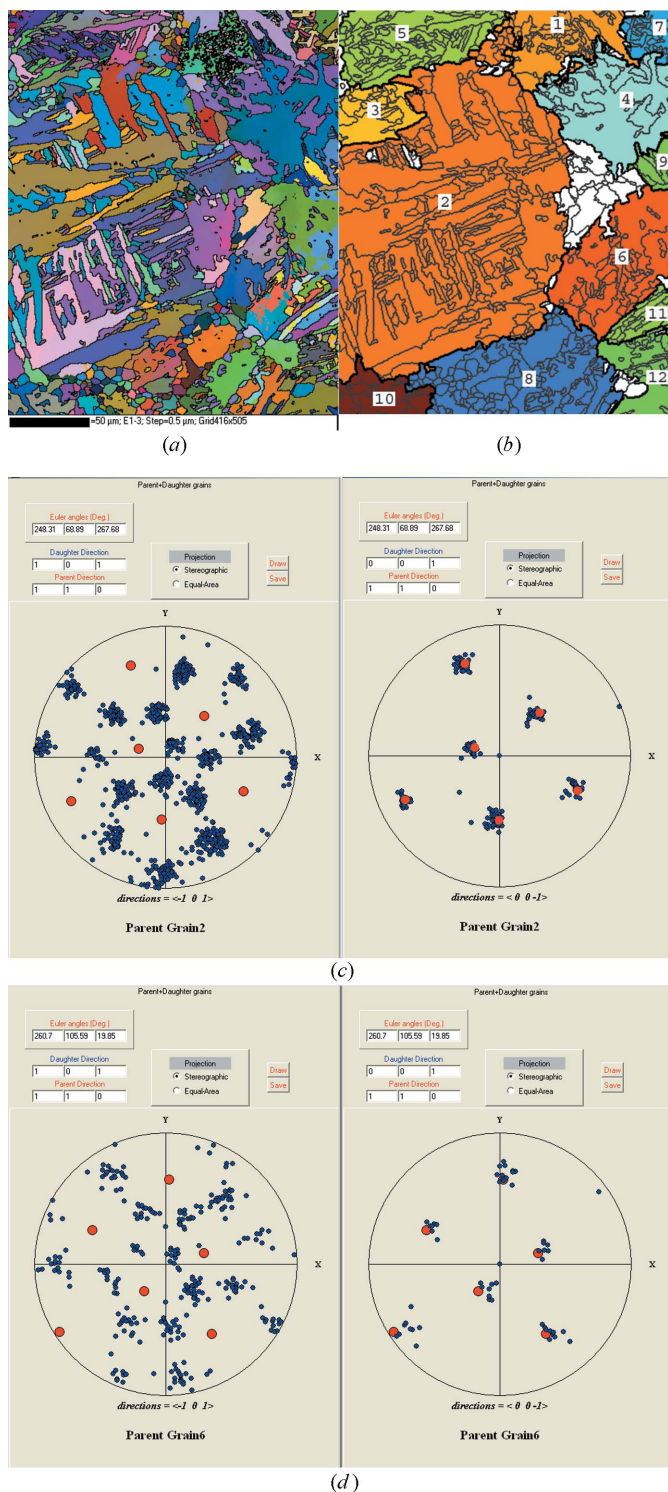 5
1
7
3
4
9
2
6
11
12
8
10
=50 µm; E1-3; Step=0.5 µm; Grid416x505
(a)
(b)
Parent+Daughter grains
Euler angles (Deg.)
248.31 68.89 267.68
Daughter Direction
1 0 1
Parent Direction
1 1 0
Projection
Stereographic
Equal-Area
Draw
Save
Y
X
directions = <-1 0 1>
Parent Grain2
Parent+Daughter grains
Euler angles (Deg.)
248.31 68.89 267.68
Daughter Direction
0 0 1
Parent Direction
1 1 0
Projection
Stereographic
Equal-Area
Draw
Save
Y
X
directions = < 0 0 -1>
Parent Grain2
(c)
Parent+Daughter grains
Euler angles (Deg.)
260.7 105.59 19.85
Daughter Direction
1 0 1
Parent Direction
1 1 0
Projection
Stereographic
Equal-Area
Draw
Save
Y
X
directions = <-1 0 1>
Parent Grain6
Parent+Daughter grains
Euler angles (Deg.)
260.7 105.59 19.85
Daughter Direction
0 0 1
Parent Direction
1 1 0
Projection
Stereographic
Equal-Area
Draw
Save
Y
X
directions = < 0 0 -1>
Parent Grain6
(d)